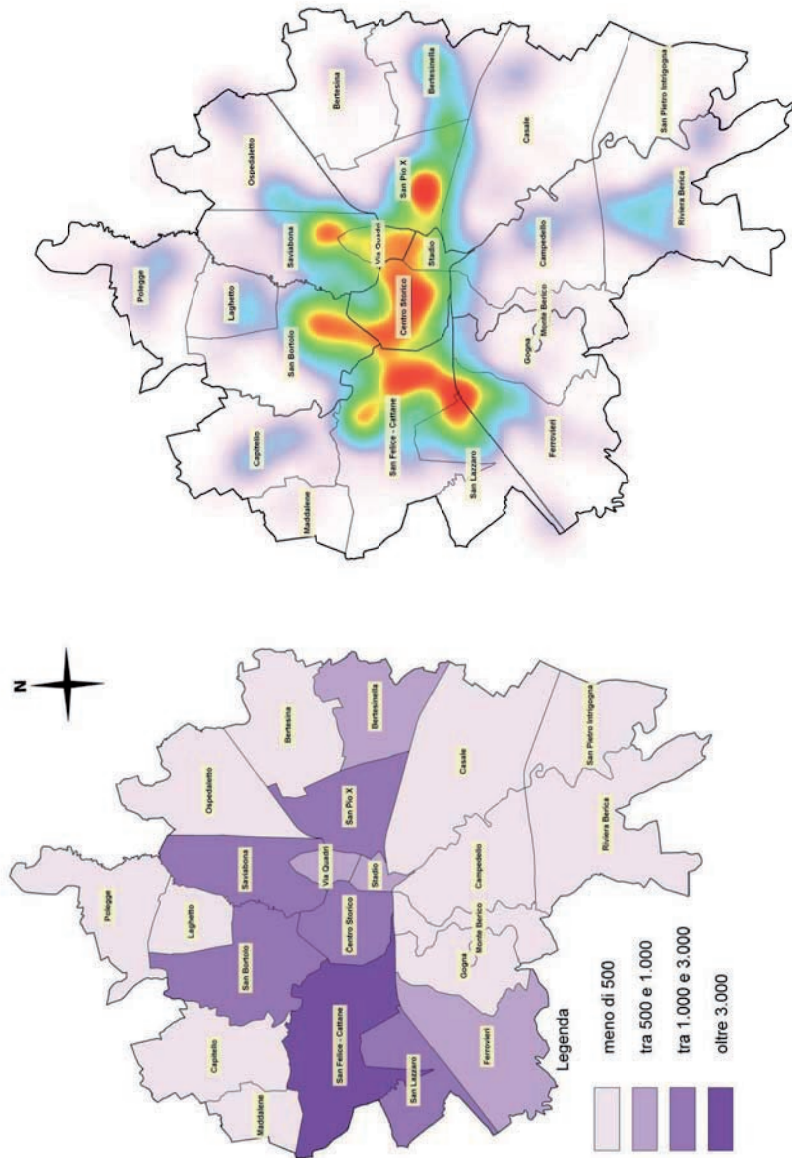 Polegge
Ospedaletto
Bertesina
Laghetto
Saviabona
Capitello
San Bortolo
Bertesinella
Maddalene
San Pio X
Via Quadri
Stadio
Centro Storico
San Felice - Cattane
San Lazzaro
Casale
Campedello
Gogna
Monte Berico
Ferrovieri
San Pietro Intrigogna
Riviera Berica
N
Polegge
Ospedaletto
Bertesina
Laghetto
Saviabona
Capitello
San Bortolo
Bertesinella
Maddalene
San Pio X
Via Quadri
Stadio
Centro Storico
San Felice - Cattane
San Lazzaro
Casale
Campedello
Gogna
Monte Berico
Ferrovieri
San Pietro Intrigogna
Riviera Berica
Legenda
meno di 500
tra 500 e 1.000
tra 1.000 e 3.000
oltre 3.000